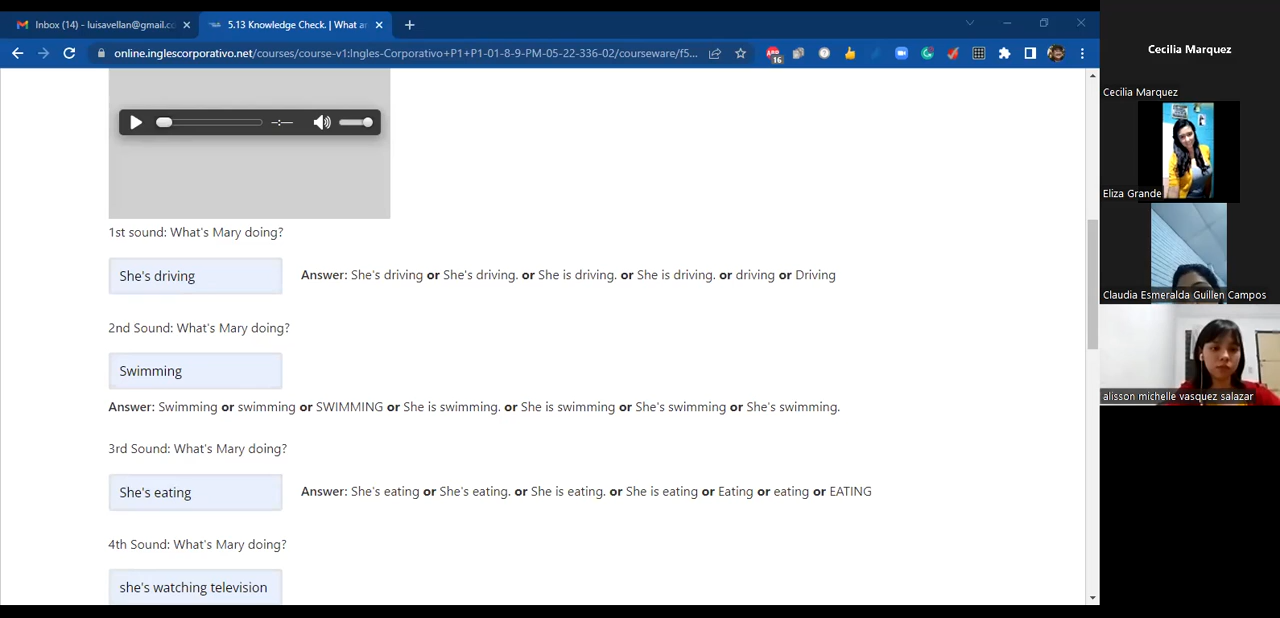 Inbox (14) - luisavellan@gmail.co
5.13 Knowledge Check. | What ar
online.inglescorporativo.net/courses/course-v1:Ingles-Corporativo+P1+P1-01-8-9-PM-05-22-336-02/courseware/f5...
16
-:--
1st sound: What's Mary doing?
She's driving
Answer: She's driving or She's driving. or She is driving. or She is driving. or driving or Driving
2nd Sound: What's Mary doing?
Swimming
Answer: Swimming or swimming or SWIMMING or She is swimming. or She is swimming or She's swimming or She's swimming.
3rd Sound: What's Mary doing?
She's eating
Answer: She's eating or She's eating. or She is eating. or She is eating or Eating or eating or EATING
4th Sound: What's Mary doing?
she's watching television
Cecilia Marquez
Cecilia Marquez
Eliza Grande
Claudia Esmeralda Guillen Campos
alisson michelle vasquez salazar